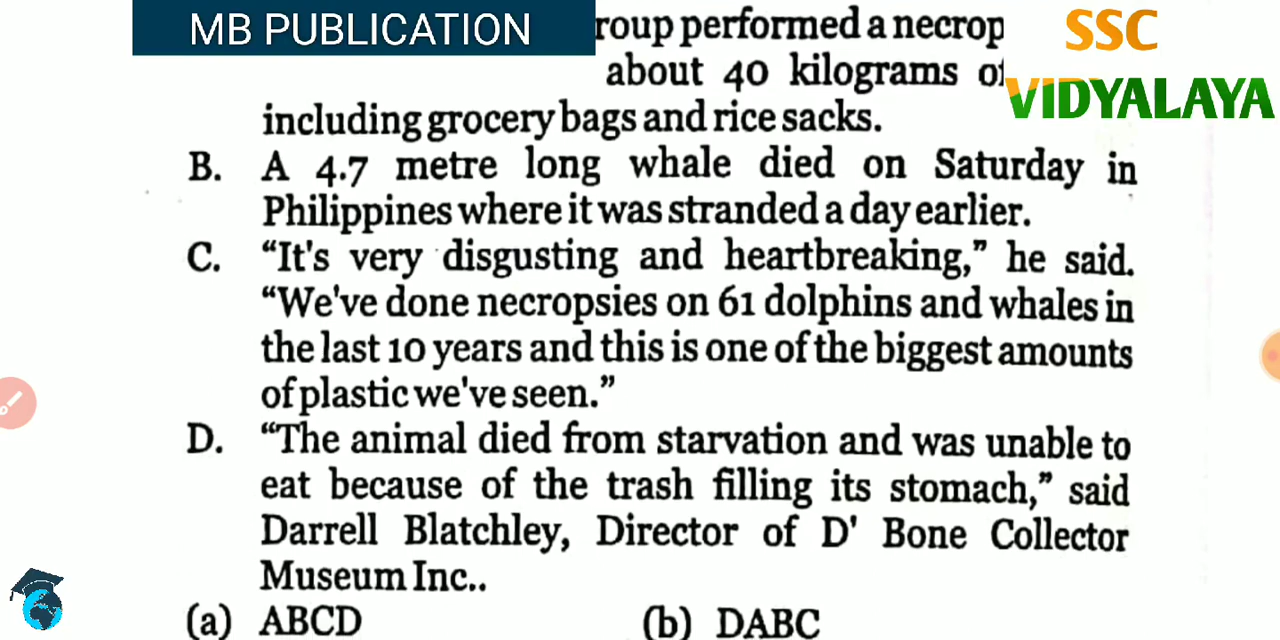 MB PUBLICATION
SSC
VIDYALAYA
roup performed a necrop
about 40 kilograms of
including grocery bags and rice sacks.
B. A 4.7 metre long whale died on Saturday in
Philippines where it was stranded a day earlier.
C. “It's very disgusting and heartbreaking,” he said.
“We've done necropsies on 61 dolphins and whales in
the last 10 years and this is one of the biggest amounts
of plastic we've seen.”
D. “The animal died from starvation and was unable to
eat because of the trash filling its stomach,” said
Darrell Blatchley, Director of D' Bone Collector
Museum Inc..
(a) ABCD (b) DABC